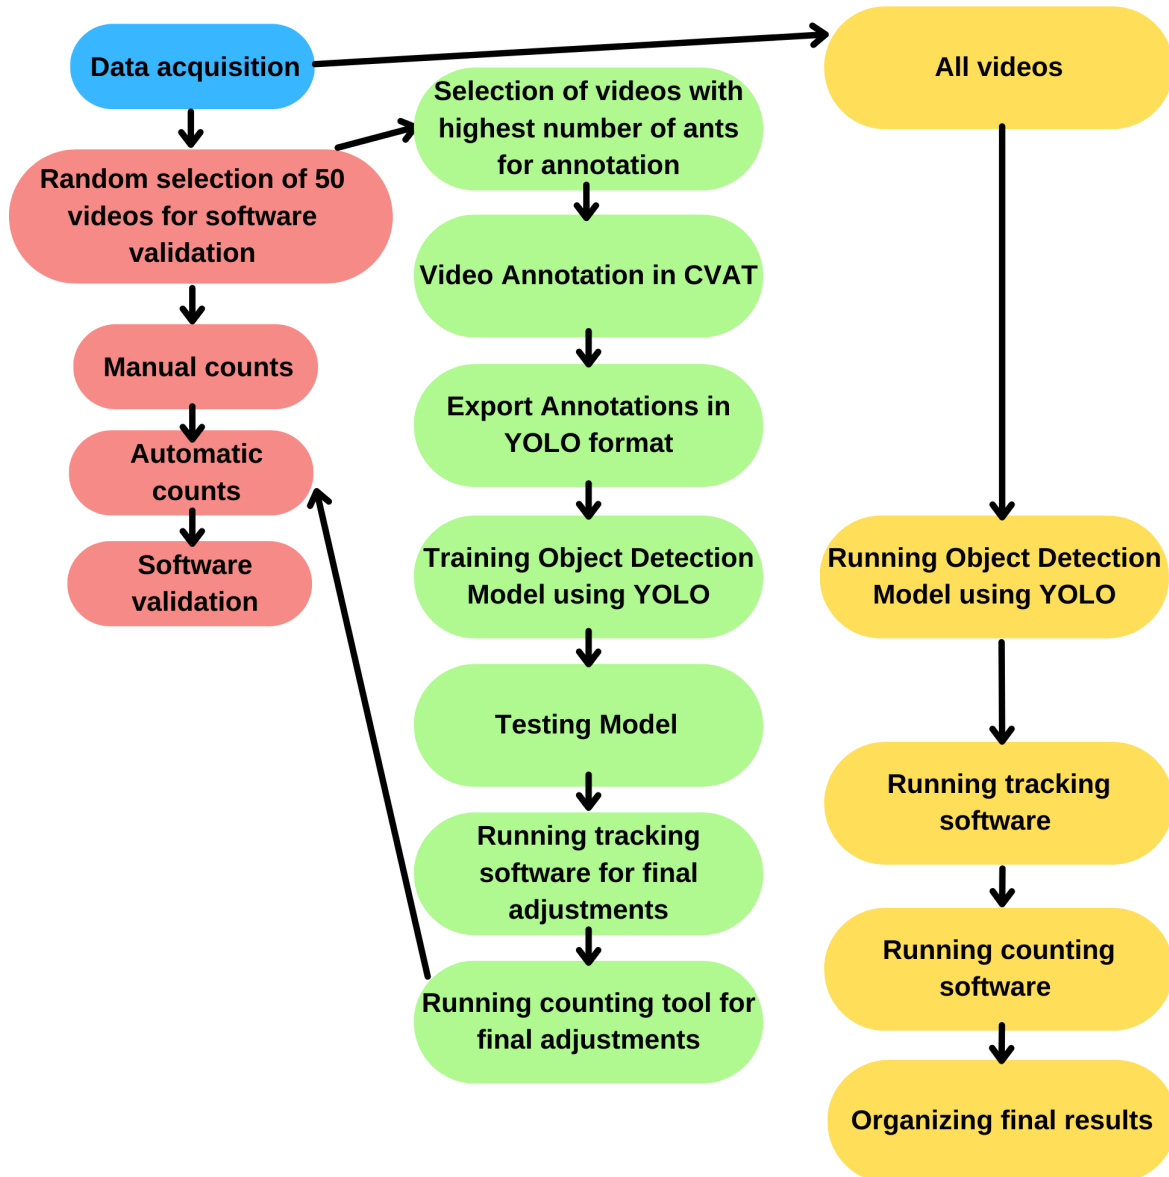 Data acquisition
Random selection of 50
videos for software
validation
Manual counts
Automatic
counts
Software
validation
Selection of videos with
highest number of ants
for annotation
Video Annotation in CVAT
Export Annotations in
YOLO format
Training Object Detection
Model using YOLO
Testing Model
Running tracking
software for final
adjustments
Running counting tool for
final adjustments
All videos
Running Object Detection
Model using YOLO
Running tracking
software
Running counting
software
Organizing final results